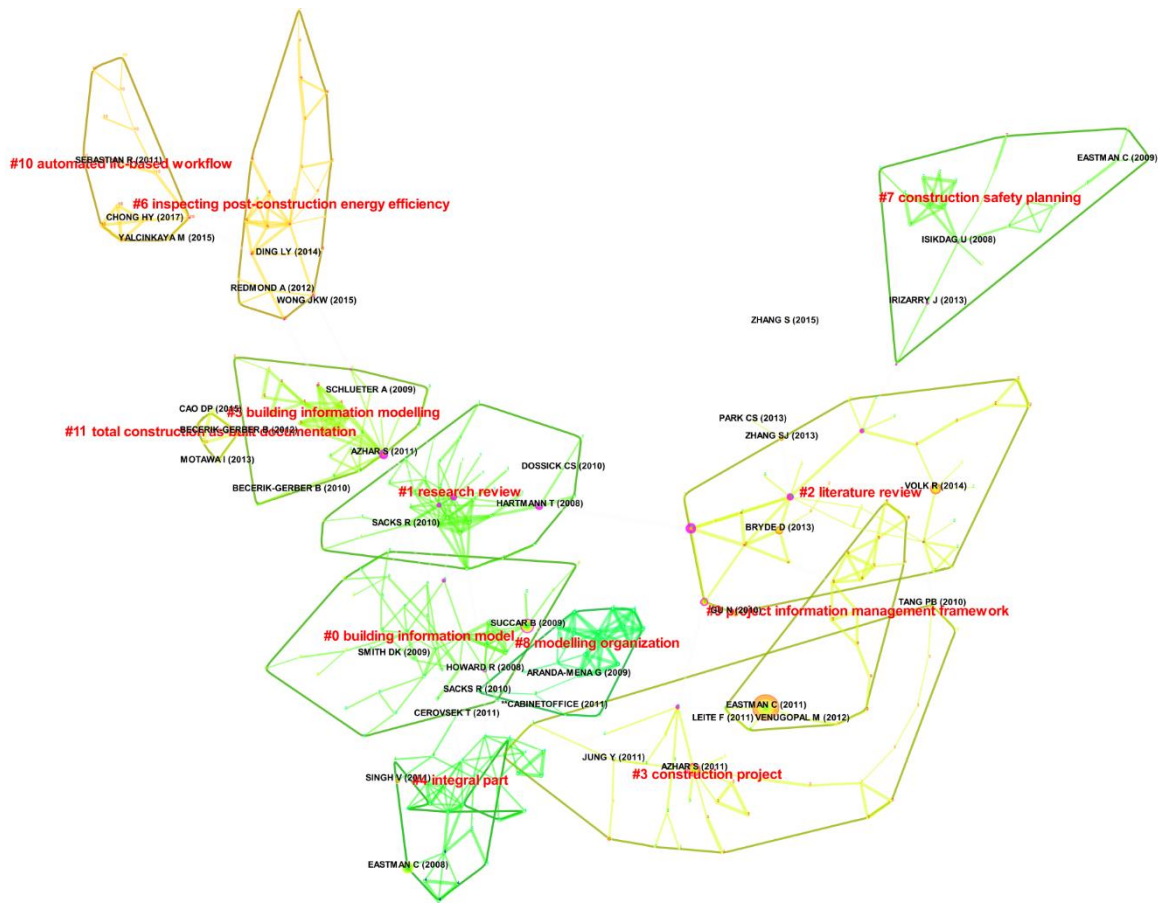 EASTMAN C (2009)
SEBASTIAN R (2011)
#10 automated ifc-based workflow
#7 construction safety planning
#6 inspecting post-construction energy efficiency
CHONG HY (2017)
YALCINKAYA M (2015)
ISIKDAG U (2008)
DING LY (2014)
REDMOND A (2012)
WONG JKW (2015)
IRIZARRY J (2013)
ZHANG S (2015)
SCHLUETER A (2009)
CAO DP (2015)
building information modelling
PARK CS (2013)
BECERIK-GERBER B (2012)
#11 total construction as-built documentation
ZHANG SJ (2013)
AZHAR S (2011)
MOTAWA I (2013)
DOSSICK CS (2010)
BECERIK-GERBER B (2010)
#1 research review
#2 literature review
VOLK R (2014)
HARTMANN T (2008)
SACKS R (2010)
BRYDE D (2013)
TANG PB (2010)
GU N (2010)
project information management framework
SUCCAR B (2009)
#0 building information model
#8 modelling organization
SMITH DK (2009)
HOWARD R (2008)
ARANDA-MENA G (2009)
SACKS R (2010)
**CABINETOFFICE (2011)
EASTMAN C (2011)
CEROVSEK T (2011)
LEITE F (2011)
VENUGOPAL M (2012)
JUNG Y (2011)
AZHAR S (2011)
#3 construction project
SINGH V (2011)
#4 integral part
EASTMAN C (2008)